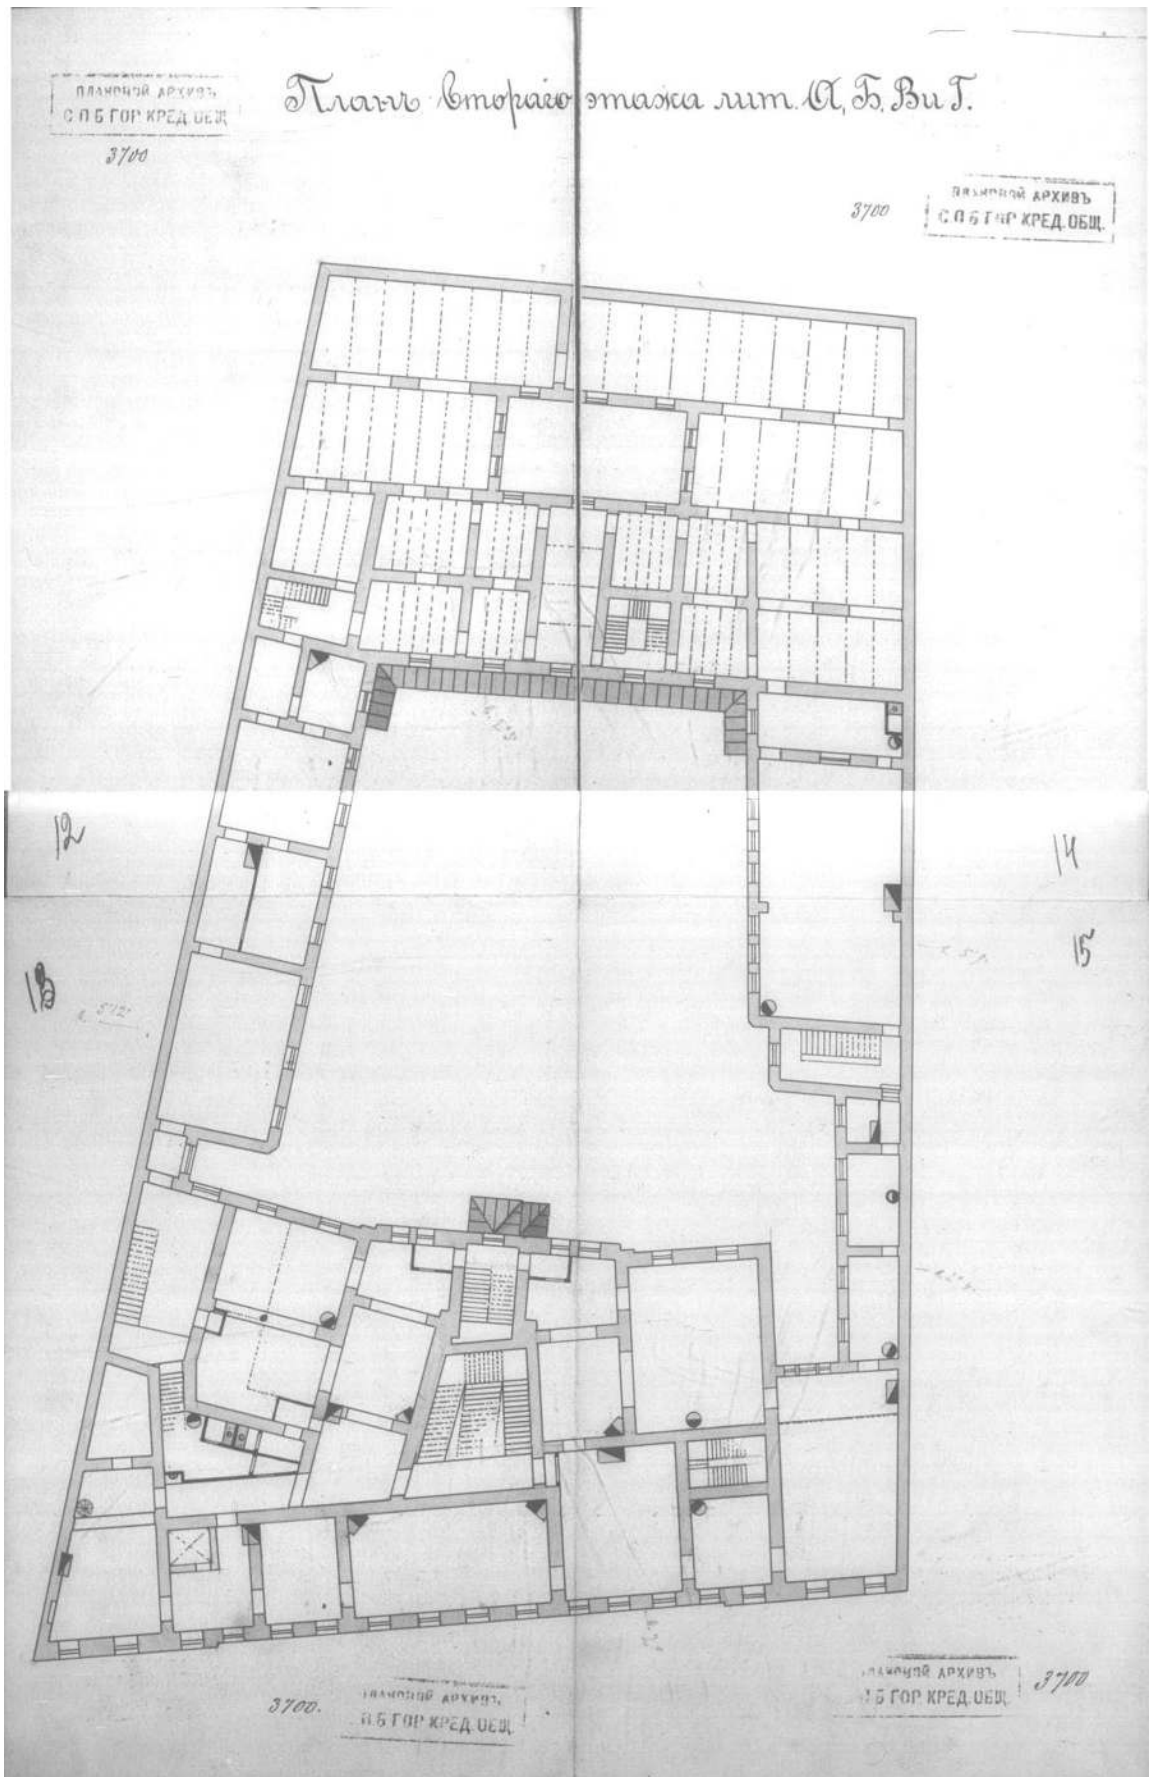 Планъ втораго этажа лит. А, Б, В и Г.
ПЛАНОВОЙ АРХИВЪ
С П Б ГОР. КРЕД. ОБЩ.
3700
3700
ПЛАНОВОЙ АРХИВЪ
С П Б ГОР. КРЕД. ОБЩ.
12
14
13
15
3700.
ПЛАНОВОЙ АРХИВЪ
П Б ГОР. КРЕД. ОБЩ.
ПЛАНОВОЙ АРХИВЪ
Б ГОР КРЕД. ОБЩ.
3700